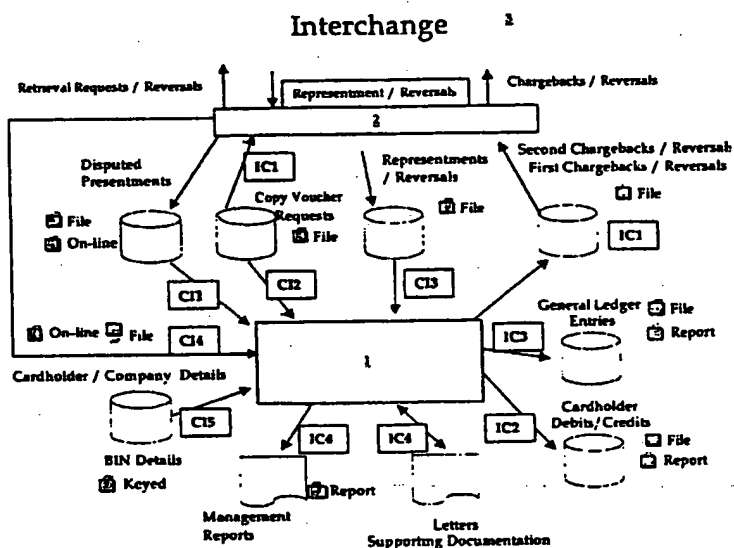 Interchange 3
Retrieval Requests / Reversals
Representment / Reversals
Chargebacks / Reversals
2
Disputed
Presentments
IC1
Copy Voucher
Requests
Representments
/ Reversals
Second Chargebacks / Reversals
First Chargebacks / Reversals
File
On-line
File
File
File
IC1
CI1
CI2
CI3
On-line
File
CI4
1
IC3
General Ledger
Entries
File
Report
Cardholder / Company Details
CI5
BIN Details
Keyed
IC4
IC4
IC2
Cardholder
Debits/Credits
File
Report
Management
Reports
Report
Letters
Supporting Documentation